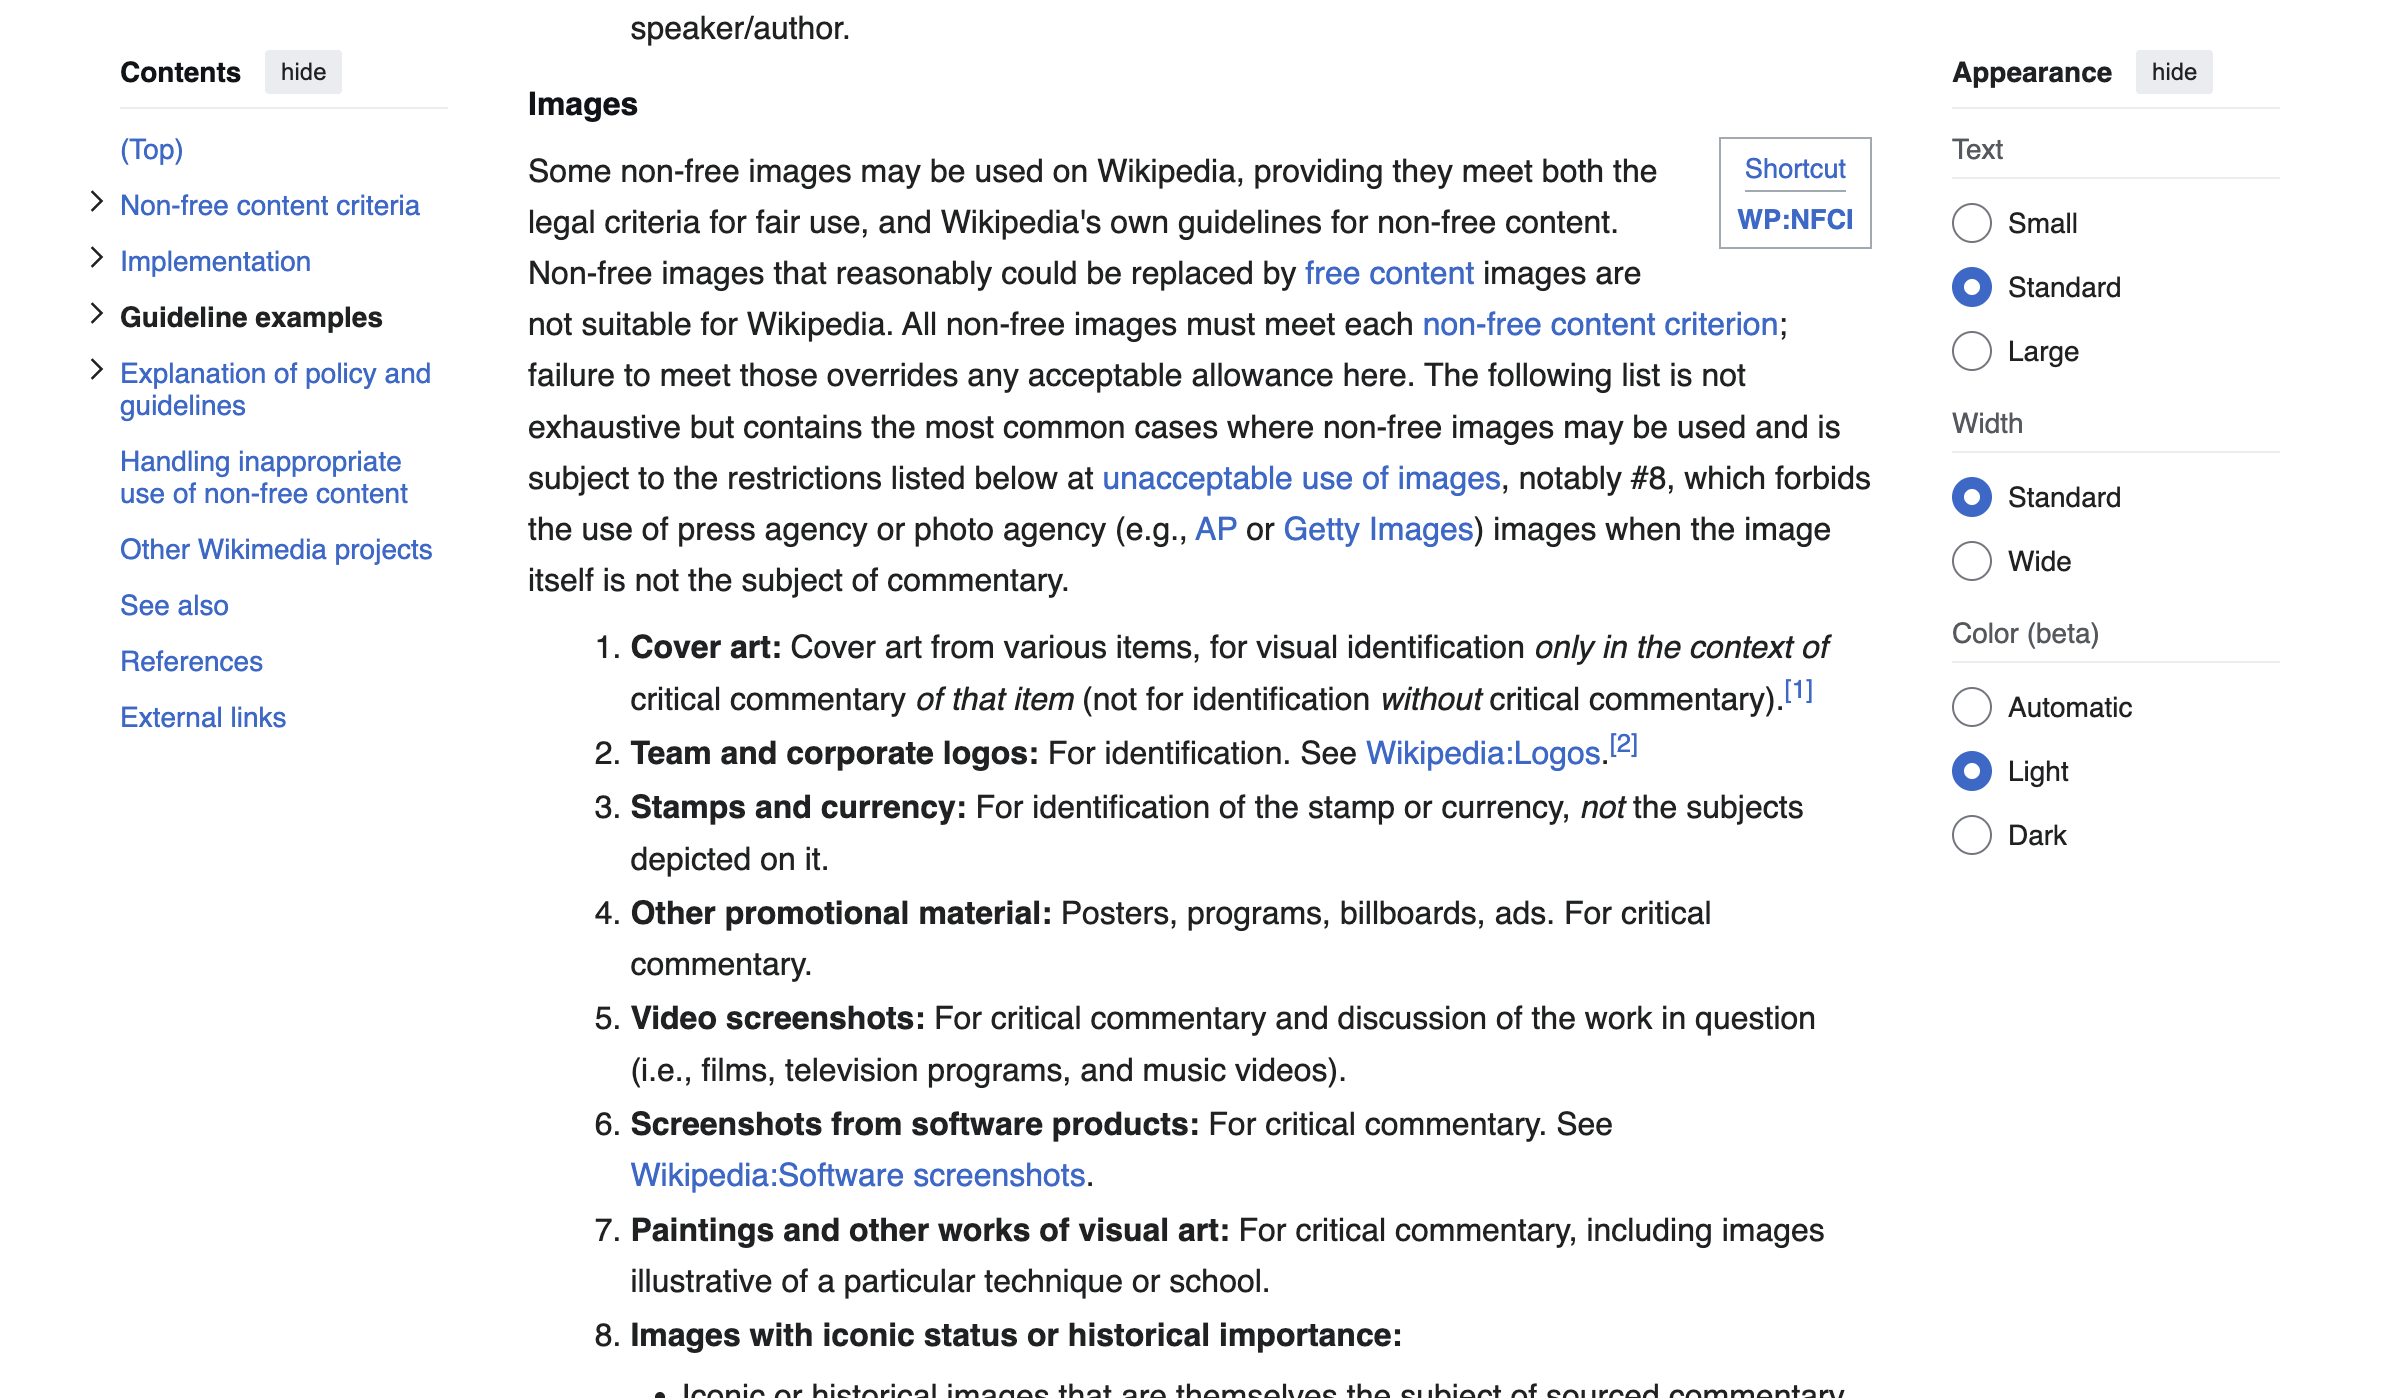 speaker/author.
Contents hide
(Top)
Non-free content criteria
Implementation
Guideline examples
Explanation of policy and
guidelines
Handling inappropriate
use of non-free content
Other Wikimedia projects
See also
References
External links
Images
Shortcut
WP:NFCI
Some non-free images may be used on Wikipedia, providing they meet both the
legal criteria for fair use, and Wikipedia's own guidelines for non-free content.
Non-free images that reasonably could be replaced by free content images are
not suitable for Wikipedia. All non-free images must meet each non-free content criterion;
failure to meet those overrides any acceptable allowance here. The following list is not
exhaustive but contains the most common cases where non-free images may be used and is
subject to the restrictions listed below at unacceptable use of images, notably #8, which forbids
the use of press agency or photo agency (e.g., AP or Getty Images) images when the image
itself is not the subject of commentary.
1. Cover art: Cover art from various items, for visual identification only in the context of
critical commentary of that item (not for identification without critical commentary).[1]
2. Team and corporate logos: For identification. See Wikipedia:Logos.[2]
3. Stamps and currency: For identification of the stamp or currency, not the subjects
depicted on it.
4. Other promotional material: Posters, programs, billboards, ads. For critical
commentary.
5. Video screenshots: For critical commentary and discussion of the work in question
(i.e., films, television programs, and music videos).
6. Screenshots from software products: For critical commentary. See
Wikipedia:Software screenshots.
7. Paintings and other works of visual art: For critical commentary, including images
illustrative of a particular technique or school.
8. Images with iconic status or historical importance:
• Iconic or historical images that are themselves the subject of sourced commentary
Appearance hide
Text
Small
Standard
Large
Width
Standard
Wide
Color (beta)
Automatic
Light
Dark